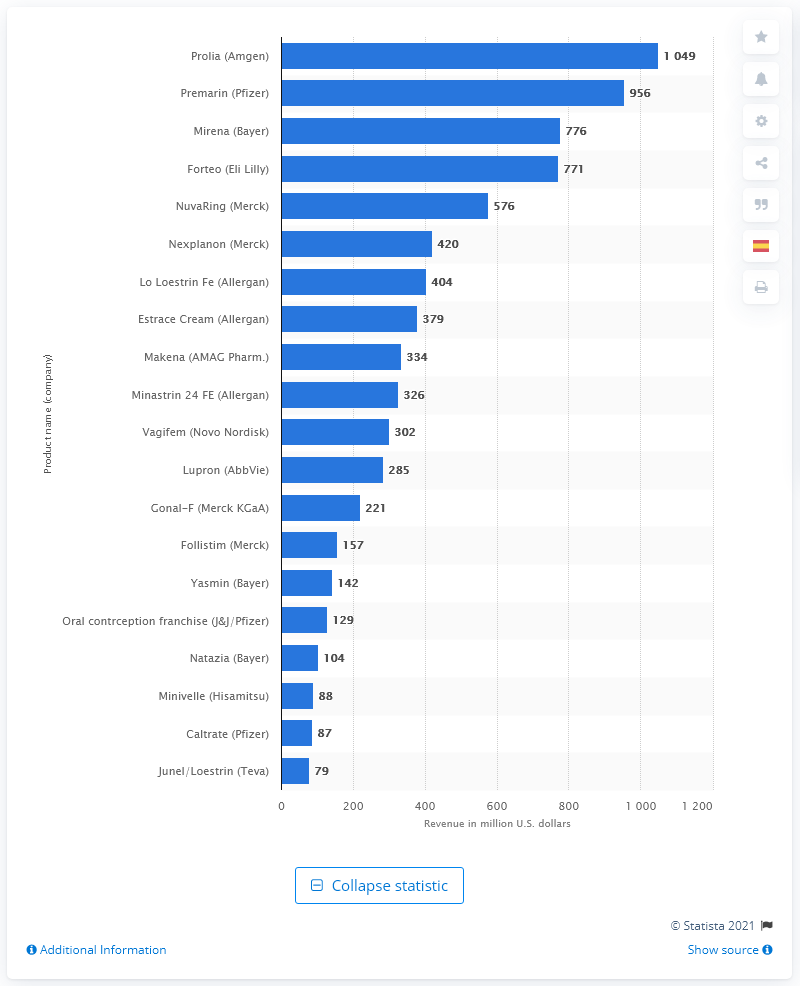 Prolia (Amgen) 1 049
Premarin (Pfizer) 956
Mirena (Bayer) 776
Forteo (Eli Lilly) 771
NuvaRing (Merck) 576
Nexplanon (Merck) 420
Lo Loestrin Fe (Allergan) 404
Estrace Cream (Allergan) 379
Makena (AMAG Pharm.) 334
Minastrin 24 FE (Allergan) 326
Vagifem (Novo Nordisk) 302
Lupron (AbbVie) 285
Gonal-F (Merck KGaA) 221
Follistim (Merck) 157
Yasmin (Bayer) 142
Oral contrception franchise (J&J/Pfizer) 129
Natazia (Bayer) 104
Minivelle (Hisamitsu) 88
Caltrate (Pfizer) 87
Junel/Loestrin (Teva) 79
Product name (company)
0 200 400 600 800 1 000 1 200
Revenue in million U.S. dollars
Collapse statistic
© Statista 2021
Additional Information
Show source